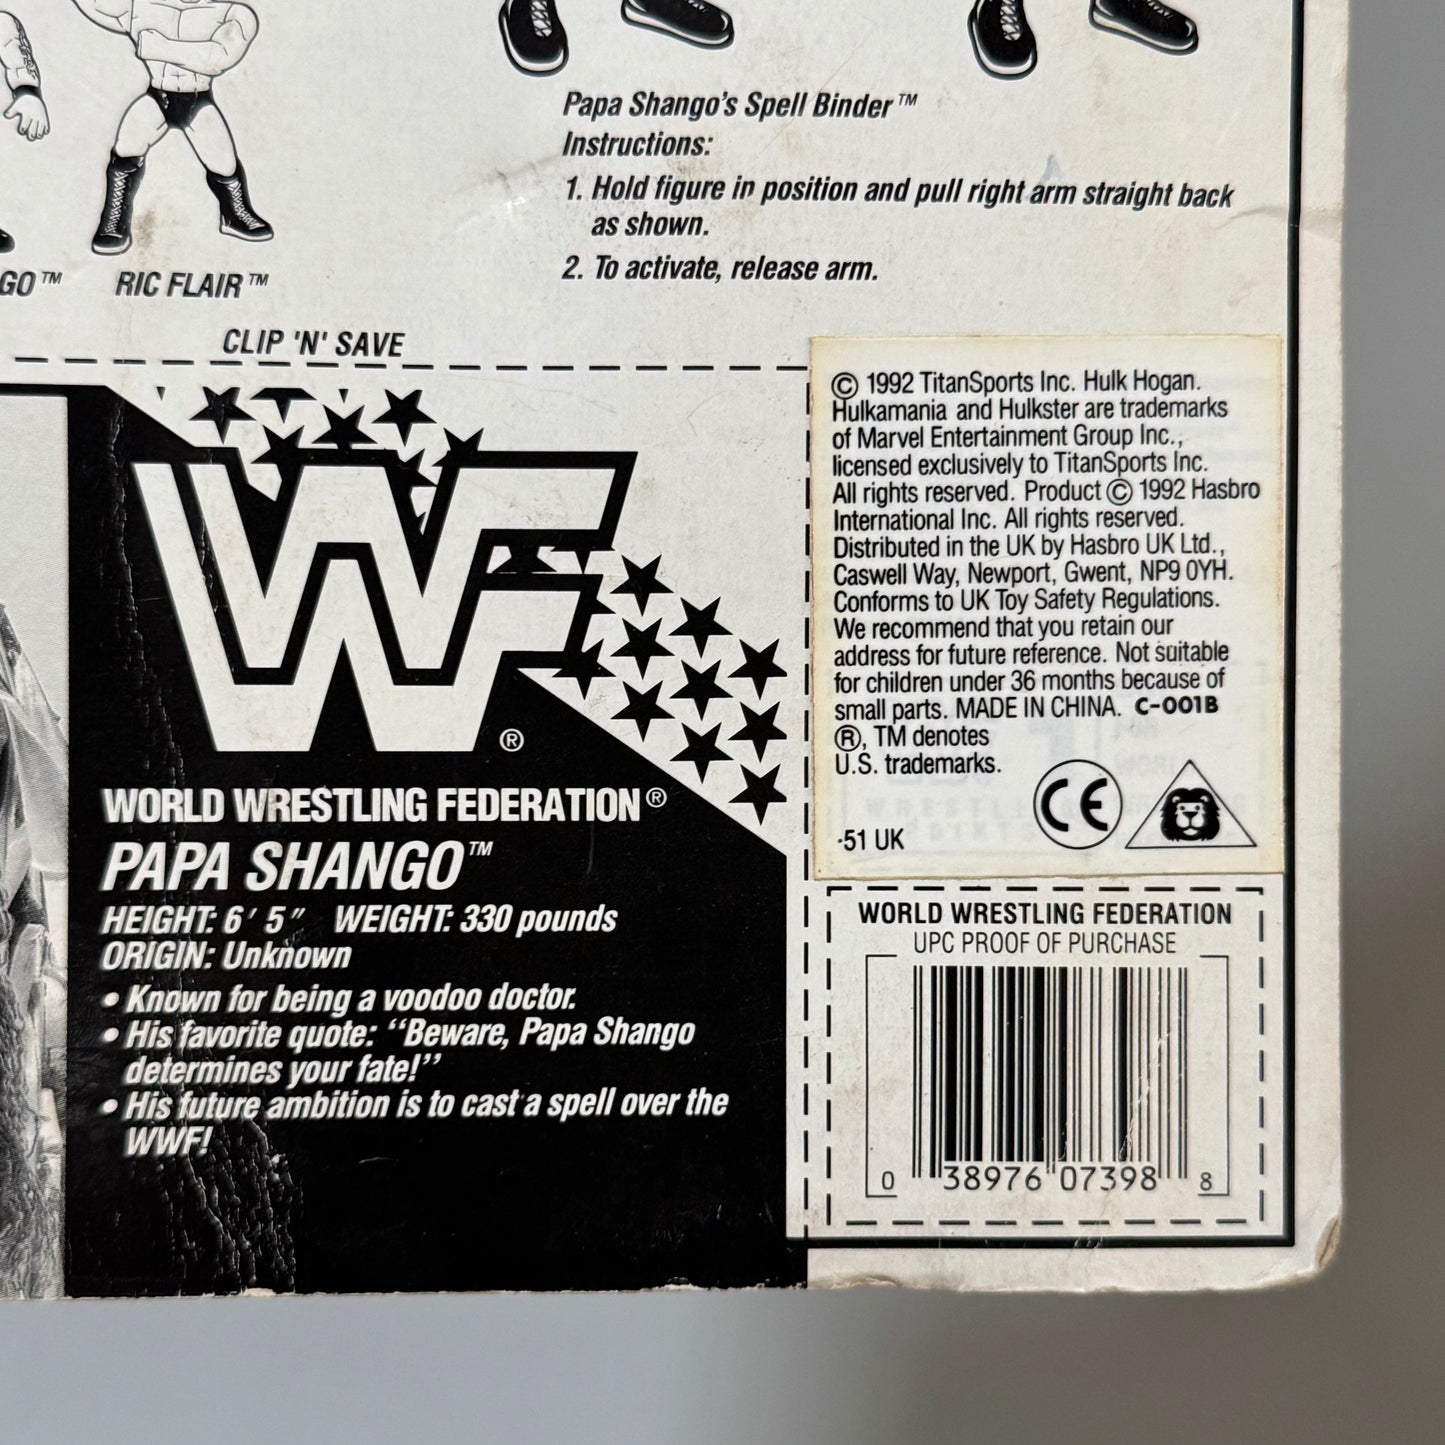 Papa Shango's Spell Binder™
Instructions:
1. Hold figure in position and pull right arm straight back
as shown.
2. To activate, release arm.
GO™
RIC FLAIR™
CLIP 'N' SAVE
WF
®
WORLD WRESTLING FEDERATION®
PAPA SHANGO™
HEIGHT: 6' 5" WEIGHT: 330 pounds
ORIGIN: Unknown
• Known for being a voodoo doctor.
• His favorite quote: "Beware, Papa Shango
determines your fate!"
• His future ambition is to cast a spell over the
WWF!
© 1992 TitanSports Inc. Hulk Hogan.
Hulkamania and Hulkster are trademarks
of Marvel Entertainment Group Inc.,
licensed exclusively to TitanSports Inc.
All rights reserved. Product © 1992 Hasbro
International Inc. All rights reserved.
Distributed in the UK by Hasbro UK Ltd.,
Caswell Way, Newport, Gwent, NP9 0YH.
Conforms to UK Toy Safety Regulations.
We recommend that you retain our
address for future reference. Not suitable
for children under 36 months because of
small parts. MADE IN CHINA. C-001B
®, TM denotes
U.S. trademarks.
CE
·51 UK
WORLD WRESTLING FEDERATION
UPC PROOF OF PURCHASE
0 38976 07398 8